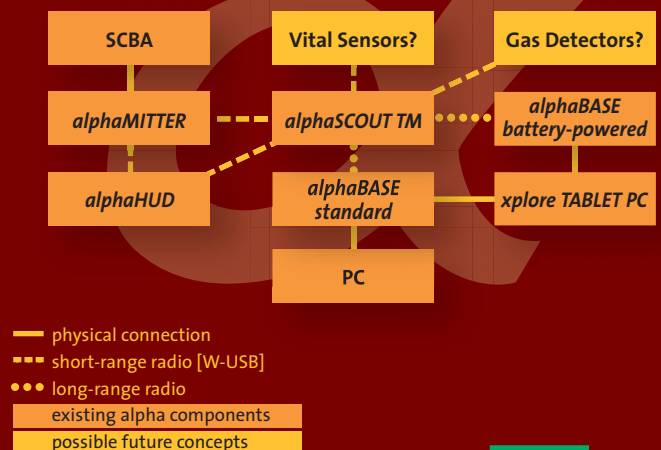 SCBA
Vital Sensors?
Gas Detectors?
alphaMITTER
alphaSCOUT TM
alphaBASE
battery-powered
alphaHUD
alphaBASE
standard
xplore TABLET PC
PC
physical connection
short-range radio [W-USB]
long-range radio
existing alpha components
possible future concepts